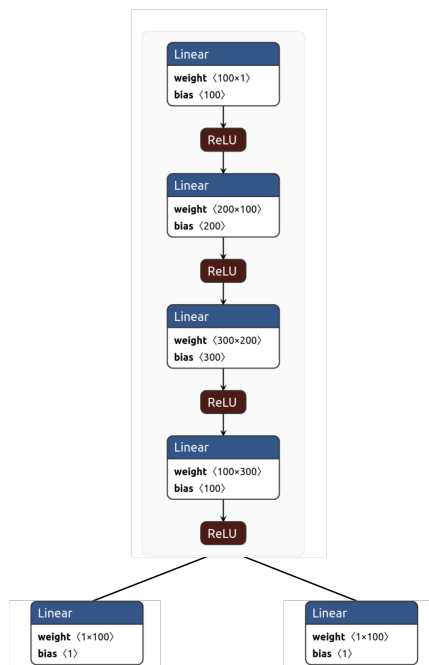 Linear
weight〈100×1〉
bias〈100〉
ReLU
Linear
weight〈200×100〉
bias〈200〉
ReLU
Linear
weight〈300×200〉
bias〈300〉
ReLU
Linear
weight〈100×300〉
bias〈100〉
ReLU
Linear
weight〈1×100〉
bias〈1〉
Linear
weight〈1×100〉
bias〈1〉